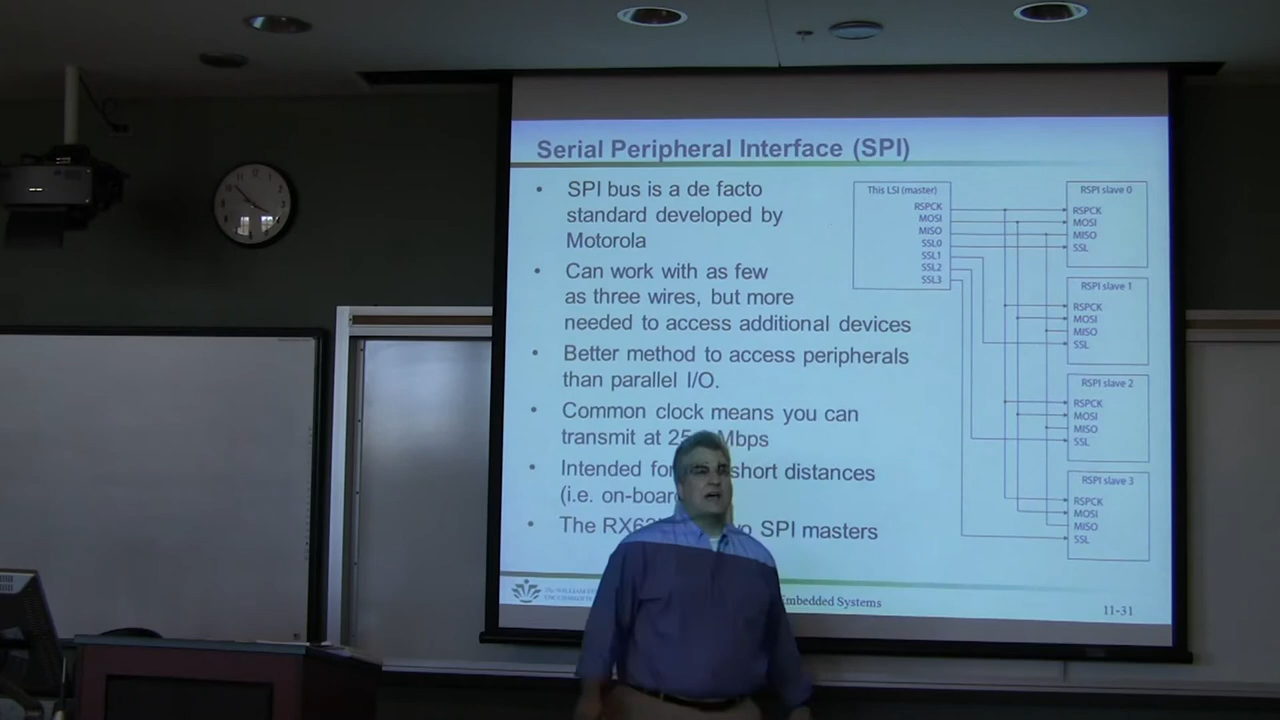 Serial Peripheral Interface (SPI)
• SPI bus is a de facto
standard developed by
Motorola
• Can work with as few
as three wires, but more
needed to access additional devices
• Better method to access peripherals
than parallel I/O.
• Common clock means you can
transmit at 25 Mbps
• Intended for short distances
(i.e. on-boar
• The RX6 SPI masters
This LSI (master)
RSPCK
MOSI
MISO
SSL0
SSL1
SSL2
SSL3
RSPI slave 0
RSPCK
MOSI
MISO
SSL
RSPI slave 1
RSPCK
MOSI
MISO
SSL
RSPI slave 2
RSPCK
MOSI
MISO
SSL
RSPI slave 3
RSPCK
MOSI
MISO
SSL
The WILLIAM
Embedded Systems
11-31